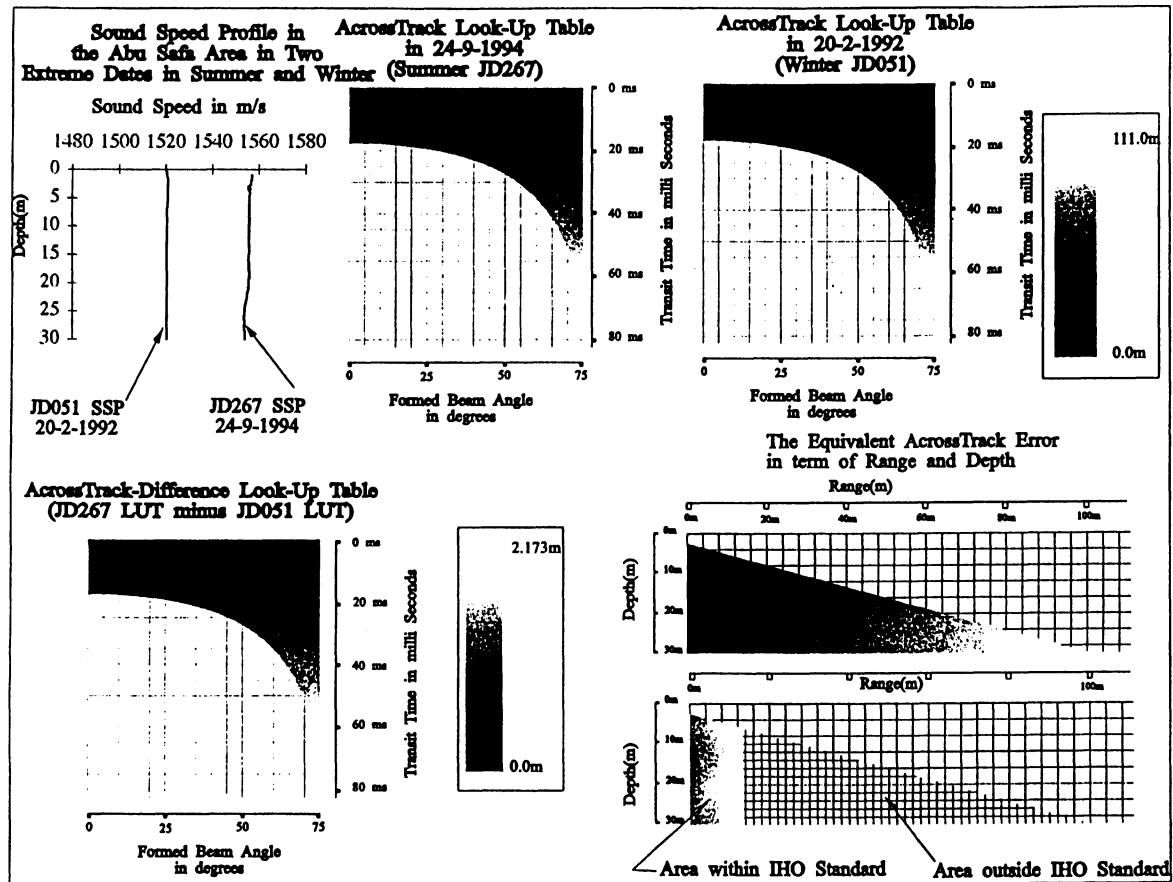 Sound Speed Profile in
the Abu Safa Area in Two
Extreme Dates in Summer and Winter
Sound Speed in m/s
1480 1500 1520 1540 1560 1580
Depth(m)
0
5
10
15
20
25
30
JD051 SSP
20-2-1992
JD267 SSP
24-9-1994
AcrossTrack Look-Up Table
in 24-9-1994
(Summer JD267)
0 ms
20 ms
40 ms
60 ms
80 ms
Transit Time in milli Seconds
0 25 50 75
Formed Beam Angle
in degrees
AcrossTrack Look-Up Table
in 20-2-1992
(Winter JD051)
0 ms
20 ms
40 ms
60 ms
80 ms
Transit Time in milli Seconds
0 25 50 75
Formed Beam Angle
in degrees
111.0m
0.0m
AcrossTrack-Difference Look-Up Table
(JD267 LUT minus JD051 LUT)
0 ms
20 ms
40 ms
60 ms
80 ms
Transit Time in milli Seconds
0 25 50 75
Formed Beam Angle
in degrees
2.173m
0.0m
The Equivalent AcrossTrack Error
in term of Range and Depth
Range(m)
0m 20m 40m 60m 80m 100m
Depth(m)
0m
10m
20m
30m
Range(m)
0m 100m
Depth(m)
0m
10m
20m
30m
Area within IHO Standard
Area outside IHO Standard